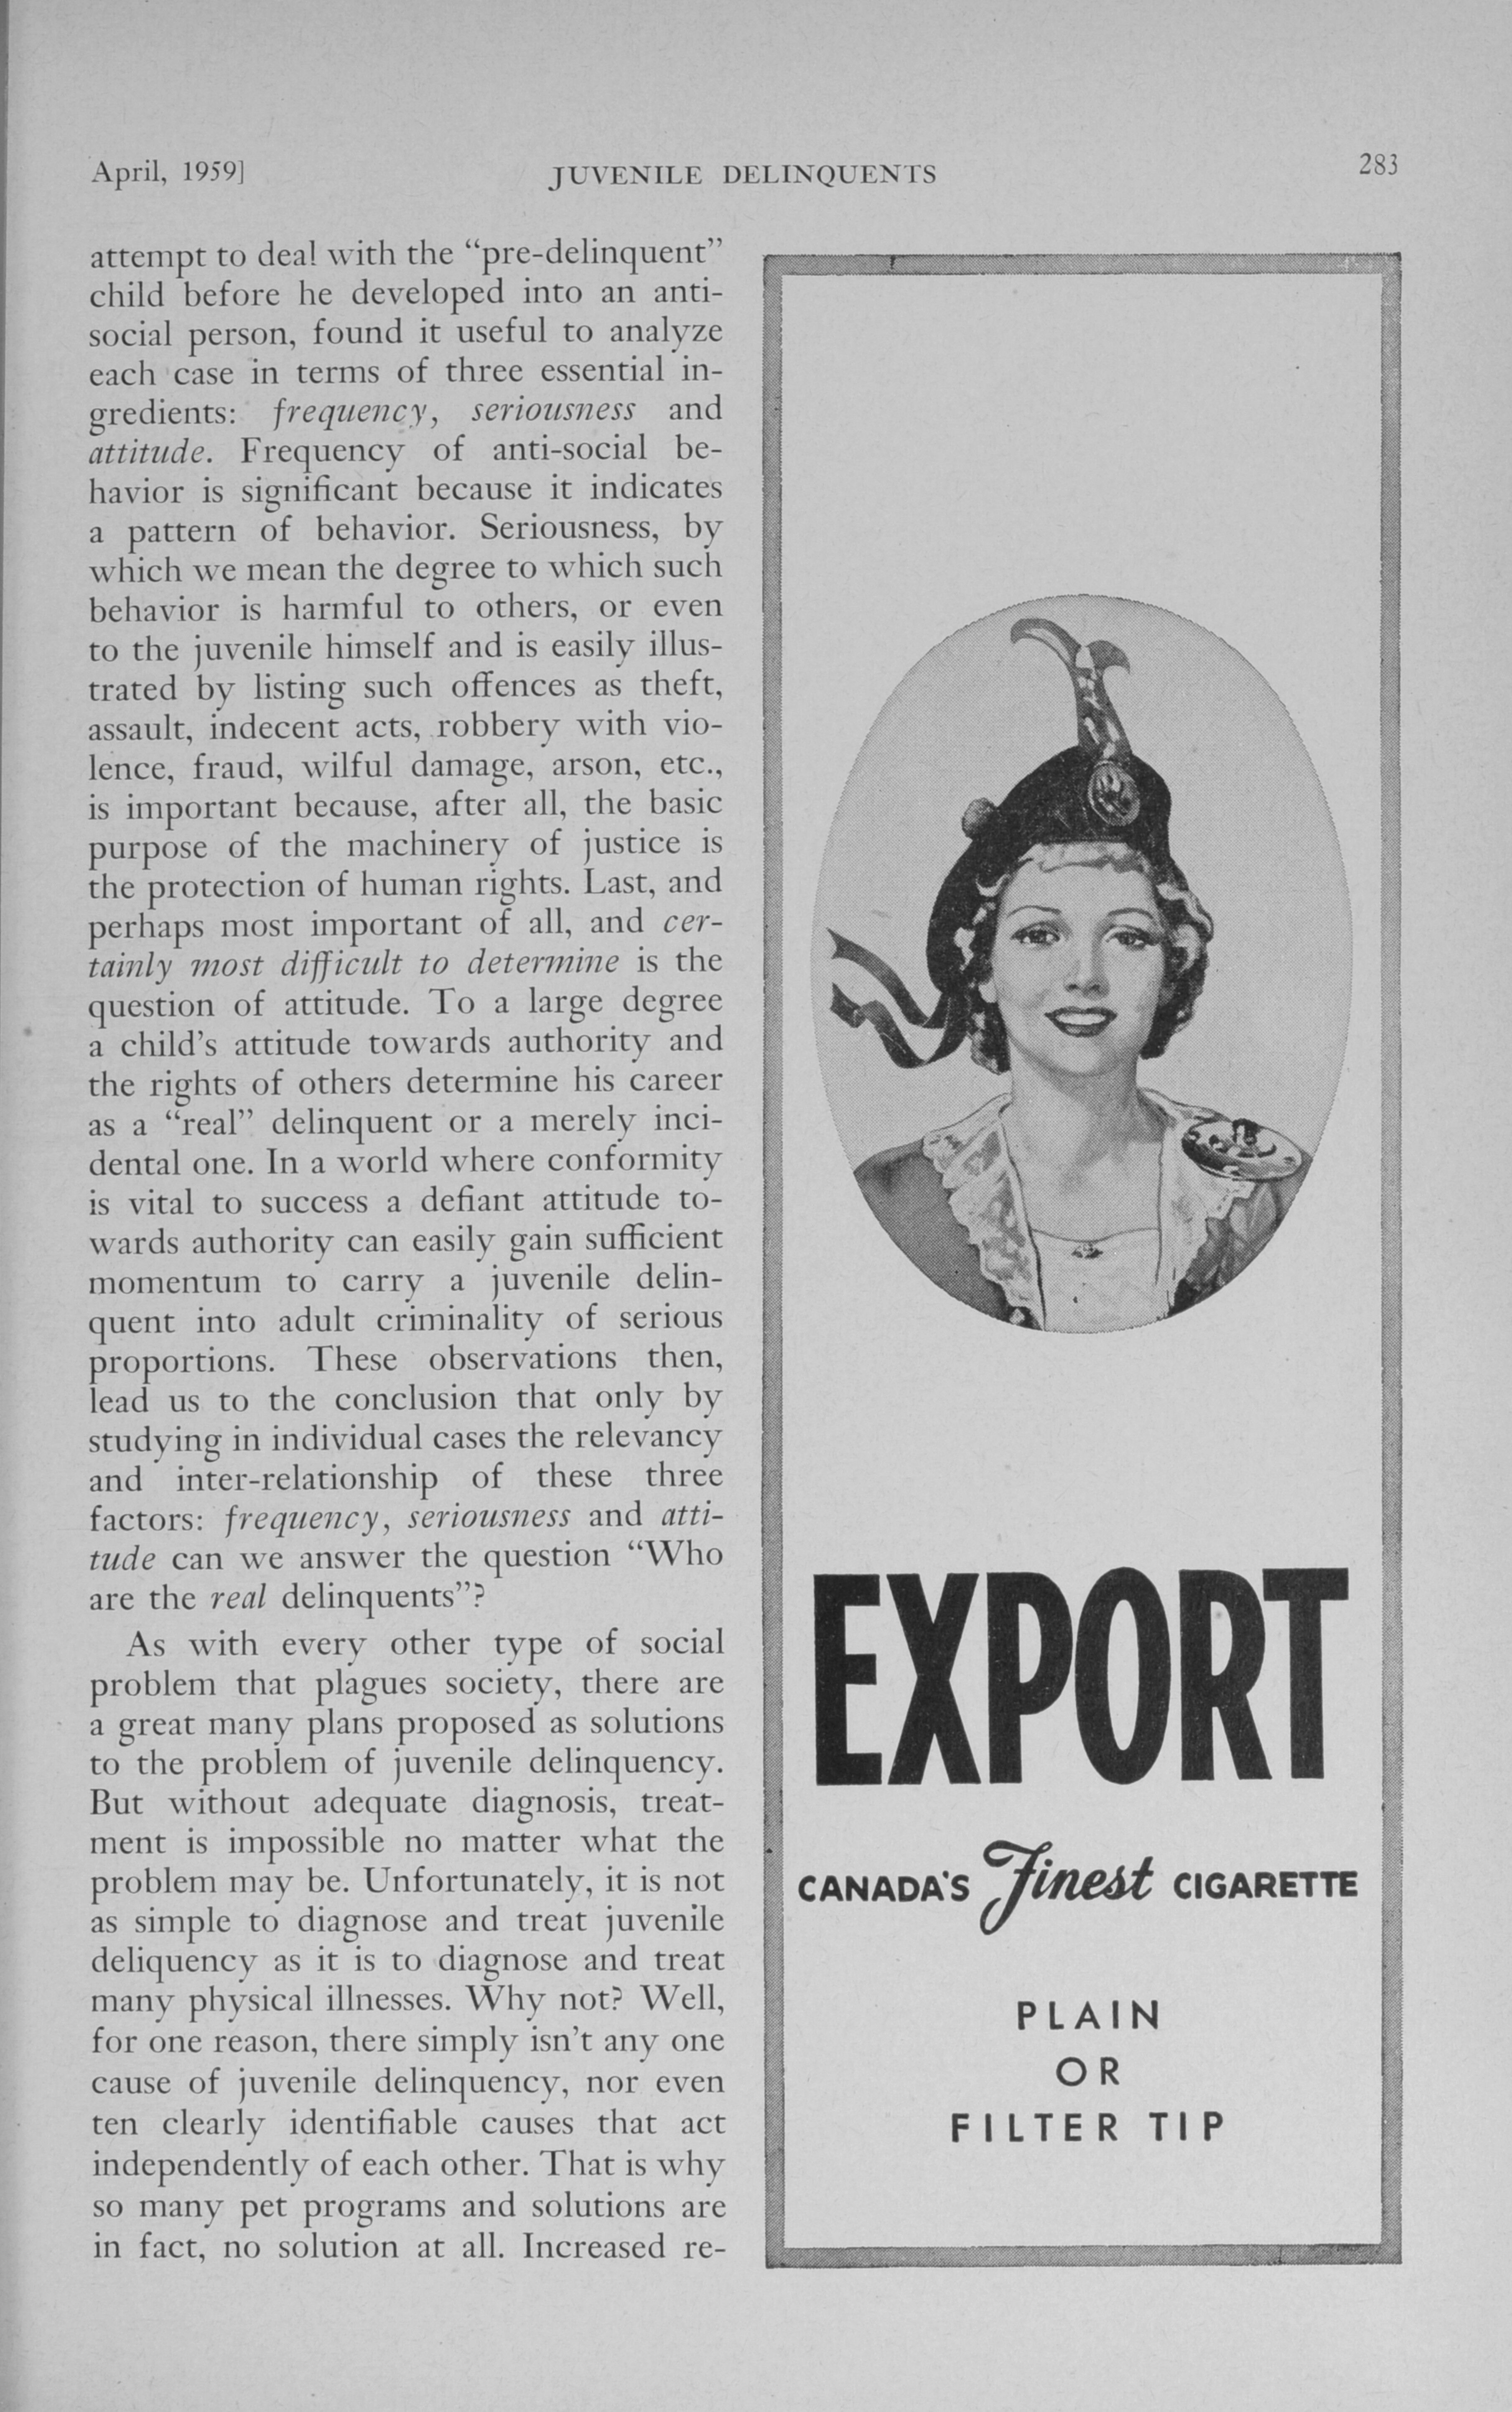 April, 1959]
JUVENILE DELINQUENTS
283
attempt to deal with the “pre-delinquent”
child before he developed into an anti-
social person, found it useful to analyze
each case in terms of three essential in-
gredients: frequency, seriousness and
attitude. Frequency of anti-social be-
havior is significant because it indicates
a pattern of behavior. Seriousness, by
which we mean the degree to which such
behavior is harmful to others, or even
to the juvenile himself and is easily illus-
trated by listing such offences as theft,
assault, indecent acts, robbery with vio-
lence, fraud, wilful damage, arson, etc.,
is important because, after all, the basic
purpose of the machinery of justice is
the protection of human rights. Last, and
perhaps most important of all, and cer-
tainly most difficult to determine is the
question of attitude. To a large degree
a child’s attitude towards authority and
the rights of others determine his career
as a “real” delinquent or a merely inci-
dental one. In a world where conformity
is vital to success a defiant attitude to-
wards authority can easily gain sufficient
momentum to carry a juvenile delin-
quent into adult criminality of serious
proportions. These observations then,
lead us to the conclusion that only by
studying in individual cases the relevancy
and inter-relationship of these three
factors: frequency, seriousness and atti-
tude can we answer the question “Who
are the real delinquents”?
As with every other type of social
problem that plagues society, there are
a great many plans proposed as solutions
to the problem of juvenile delinquency.
But without adequate diagnosis, treat-
ment is impossible no matter what the
problem may be. Unfortunately, it is not
as simple to diagnose and treat juvenile
deliquency as it is to diagnose and treat
many physical illnesses. Why not? Well,
for one reason, there simply isn’t any one
cause of juvenile delinquency, nor even
ten clearly identifiable causes that act
independently of each other. That is why
so many pet programs and solutions are
in fact, no solution at all. Increased re-
EXPORT
CANADA'S Finest CIGARETTE
PLAIN
OR
FILTER TIP